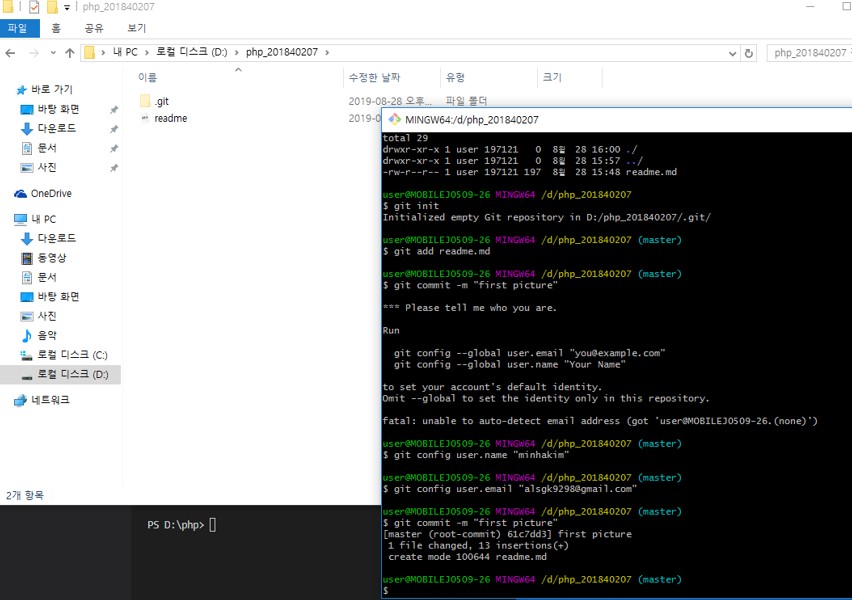 php_201840207
파일 홈 공유 보기
내 PC > 로컬 디스크 (D:) > php_201840207 >
php_201840207
이름 수정한 날짜 유형 크기
.git 2019-08-28 오후... 파일 폴더
readme 2019-0
바로 가기
바탕 화면
다운로드
문서
사진
OneDrive
내 PC
다운로드
동영상
문서
바탕 화면
사진
음악
로컬 디스크 (C:)
로컬 디스크 (D:)
네트워크
2개 항목
PS D:\php>
MINGW64:/d/php_201840207
total 29
drwxr-xr-x 1 user 197121   0  8월  28 16:00 ./
drwxr-xr-x 1 user 197121   0  8월  28 15:57 ../
-rw-r--r-- 1 user 197121 197  8월  28 15:48 readme.md
user@MOBILEJ0509-26 MINGW64 /d/php_201840207
$ git init
Initialized empty Git repository in D:/php_201840207/.git/
user@MOBILEJ0509-26 MINGW64 /d/php_201840207 (master)
$ git add readme.md
user@MOBILEJ0509-26 MINGW64 /d/php_201840207 (master)
$ git commit -m "first picture"
*** Please tell me who you are.
Run
git config --global user.email "you@example.com"
git config --global user.name "Your Name"
to set your account's default identity.
Omit --global to set the identity only in this repository.
fatal: unable to auto-detect email address (got 'user@MOBILEJ0509-26.(none)')
user@MOBILEJ0509-26 MINGW64 /d/php_201840207 (master)
$ git config user.name "minhakim"
user@MOBILEJ0509-26 MINGW64 /d/php_201840207 (master)
$ git config user.email "alsgk9298@gmail.com"
user@MOBILEJ0509-26 MINGW64 /d/php_201840207 (master)
$ git commit -m "first picture"
[master (root-commit) 61c7dd3] first picture
1 file changed, 13 insertions(+)
create mode 100644 readme.md
user@MOBILEJ0509-26 MINGW64 /d/php_201840207 (master)
$